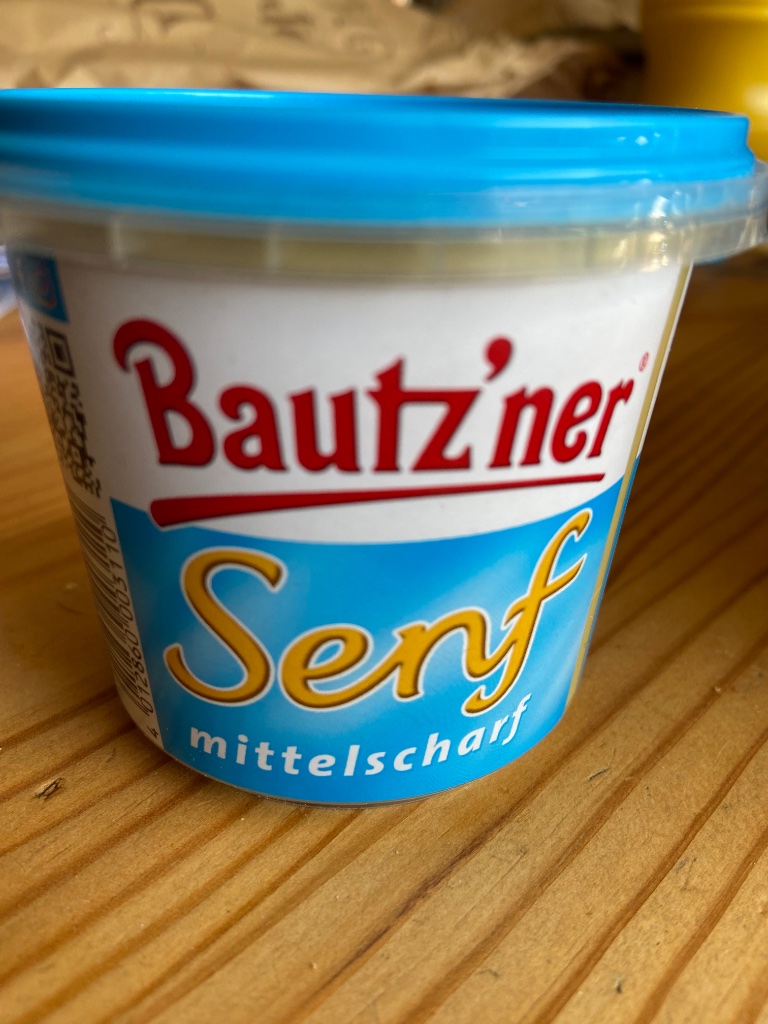 Bautz'ner®
Senf
mittelscharf